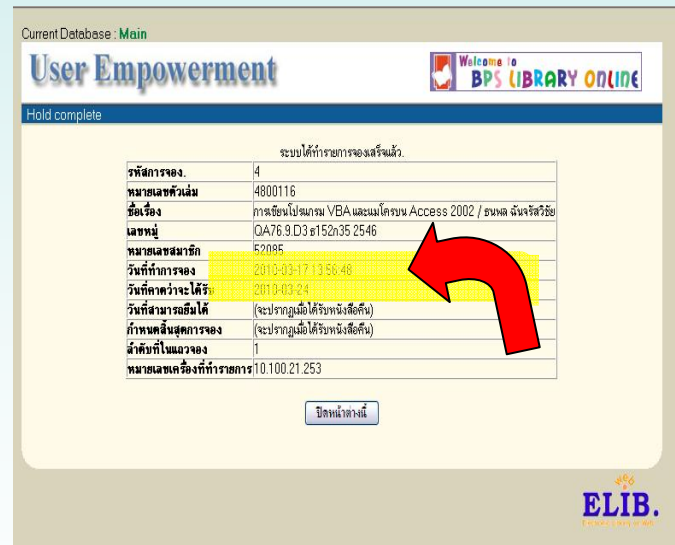 Current Database : Main
User Empowerment
Welcome to
BPS LIBRARY ONLINE
Hold complete
ระบบได้ทำรายการจองเสร็จแล้ว.
รหัสการจอง. 4
หมายเลขตัวเล่ม 4800116
ชื่อเรื่อง การเขียนโปรแกรม VBA และแมโครบน Access 2002 / ธนพล ฉันจรัสวิชัย
เลขหมู่ QA76.9.D3 ธ152ก35 2546
หมายเลขสมาชิก 52085
วันที่ทำการจอง 2010-03-17 13:56:48
วันที่คาดว่าจะได้รับ 2010-03-24
วันที่สามารถยืมได้ (จะปรากฏเมื่อได้รับหนังสือคืน)
กำหนดสิ้นสุดการจอง (จะปรากฏเมื่อได้รับหนังสือคืน)
ลำดับที่ในแถวจอง 1
หมายเลขเครื่องที่ทำรายการ 10.100.21.253
ปิดหน้าต่างนี้
Web
ELIB.